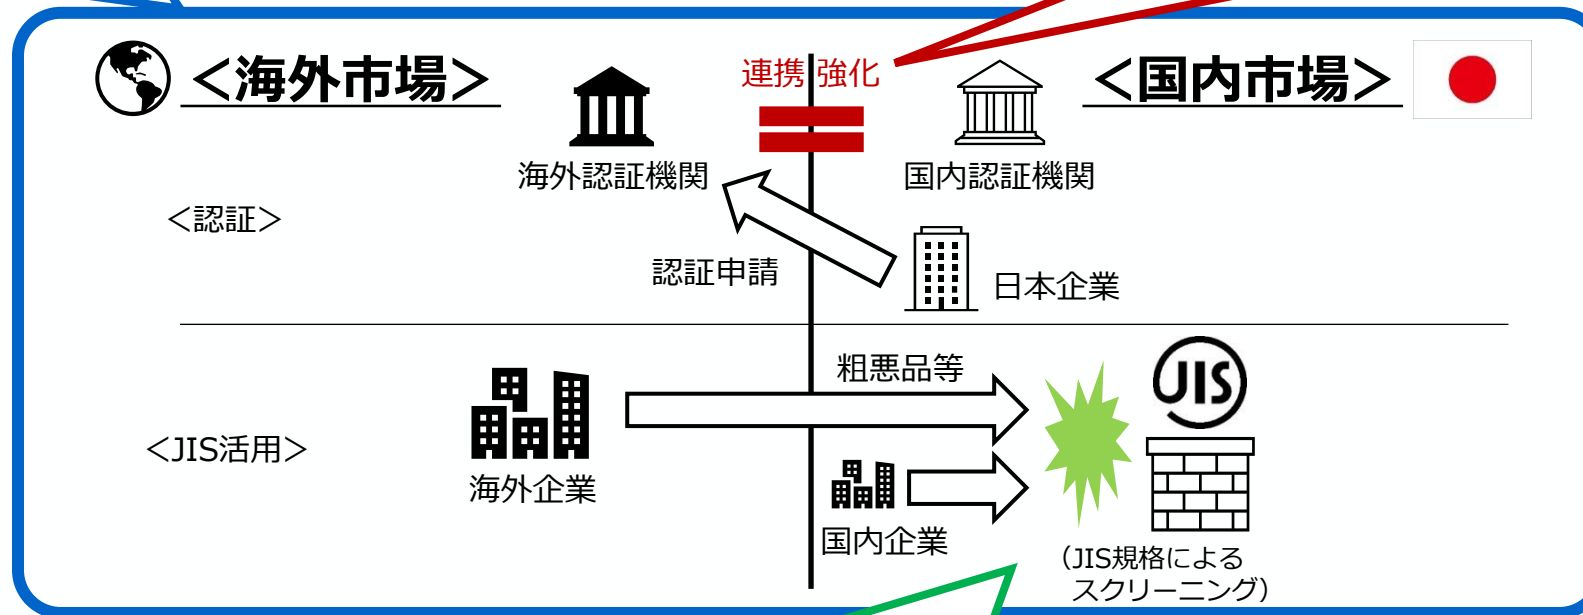 ＜海外市場＞
連携強化
＜国内市場＞
海外認証機関
国内認証機関
＜認証＞
認証申請
日本企業
粗悪品等
JIS
＜JIS活用＞
海外企業
国内企業
（JIS規格による
スクリーニング）